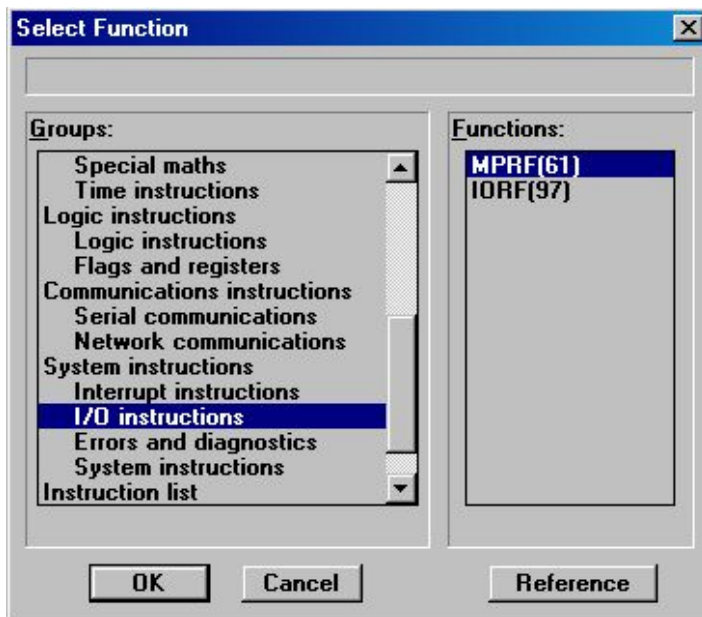 Select Function
Groups:
Special maths
Time instructions
Logic instructions
Logic instructions
Flags and registers
Communications instructions
Serial communications
Network communications
System instructions
Interrupt instructions
I/O instructions
Errors and diagnostics
System instructions
Instruction list
Functions:
MPRF(61)
IORF(97)
OK
Cancel
Reference